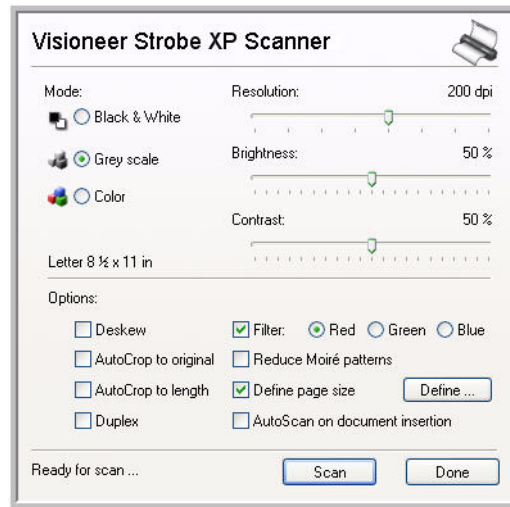 Visioneer Strobe XP Scanner
Mode:
Black & White
Grey scale
Color
Letter 8 ½ x 11 in
Resolution: 200 dpi
Brightness: 50 %
Contrast: 50 %
Options:
Deskew
AutoCrop to original
AutoCrop to length
Duplex
Filter: Red Green Blue
Reduce Moiré patterns
Define page size Define ...
AutoScan on document insertion
Ready for scan ... Scan Done